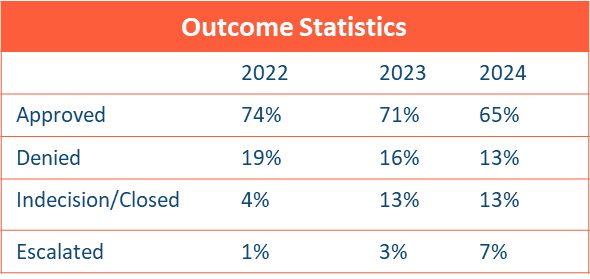 Outcome Statistics
2022 2023 2024
Approved 74% 71% 65%
Denied 19% 16% 13%
Indecision/Closed 4% 13% 13%
Escalated 1% 3% 7%